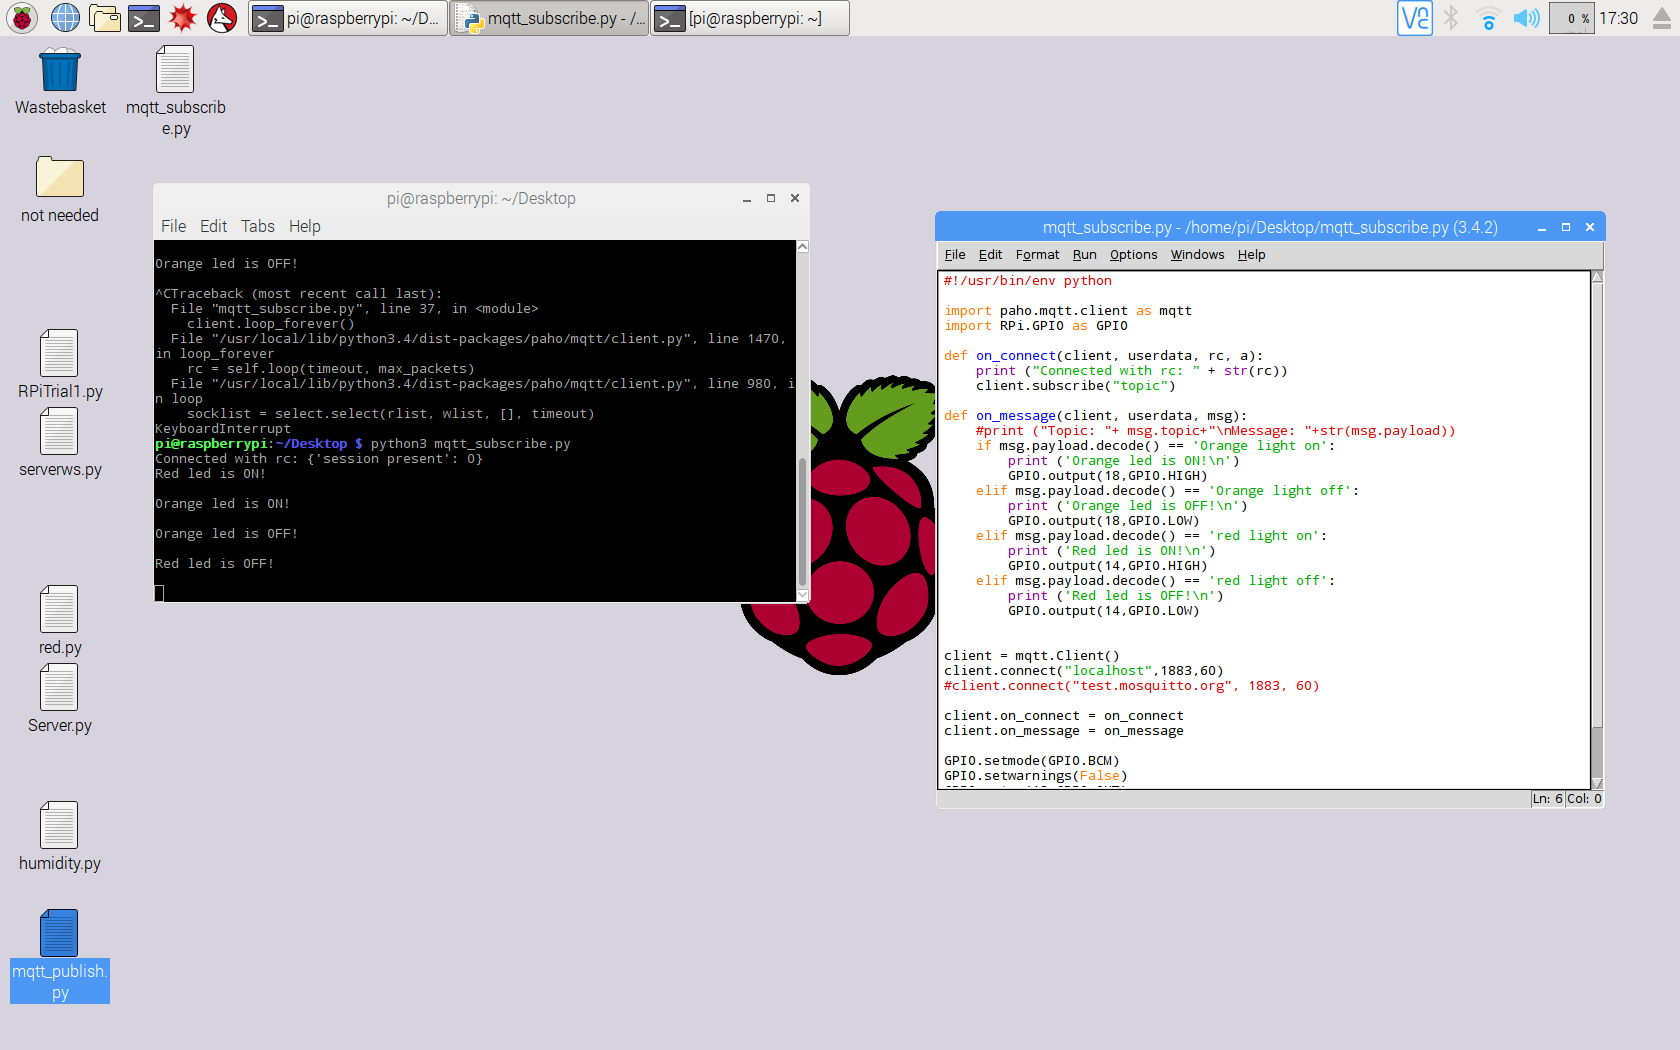 pi@raspberrypi: ~/D...
mqtt_subscribe.py - /...
[pi@raspberrypi: ~]
0 %
17:30
Wastebasket
mqtt_subscrib
e.py
not needed
RPiTrial1.py
serverws.py
red.py
Server.py
humidity.py
mqtt_publish.
py
pi@raspberrypi: ~/Desktop
File Edit Tabs Help
Orange led is OFF!
^CTraceback (most recent call last):
  File "mqtt_subscribe.py", line 37, in <module>
    client.loop_forever()
  File "/usr/local/lib/python3.4/dist-packages/paho/mqtt/client.py", line 1470,
in loop_forever
    rc = self.loop(timeout, max_packets)
  File "/usr/local/lib/python3.4/dist-packages/paho/mqtt/client.py", line 980, i
n loop
    socklist = select.select(rlist, wlist, [], timeout)
KeyboardInterrupt
pi@raspberrypi:~/Desktop $ python3 mqtt_subscribe.py
Connected with rc: {'session present': 0}
Red led is ON!
Orange led is ON!
Orange led is OFF!
Red led is OFF!
mqtt_subscribe.py - /home/pi/Desktop/mqtt_subscribe.py (3.4.2)
File Edit Format Run Options Windows Help
#!/usr/bin/env python
import paho.mqtt.client as mqtt
import RPi.GPIO as GPIO
def on_connect(client, userdata, rc, a):
    print ("Connected with rc: " + str(rc))
    client.subscribe("topic")
def on_message(client, userdata, msg):
    #print ("Topic: "+ msg.topic+"\nMessage: "+str(msg.payload))
    if msg.payload.decode() == 'Orange light on':
        print ('Orange led is ON!\n')
        GPIO.output(18,GPIO.HIGH)
    elif msg.payload.decode() == 'Orange light off':
        print ('Orange led is OFF!\n')
        GPIO.output(18,GPIO.LOW)
    elif msg.payload.decode() == 'red light on':
        print ('Red led is ON!\n')
        GPIO.output(14,GPIO.HIGH)
    elif msg.payload.decode() == 'red light off':
        print ('Red led is OFF!\n')
        GPIO.output(14,GPIO.LOW)
client = mqtt.Client()
client.connect("localhost",1883,60)
#client.connect("test.mosquitto.org", 1883, 60)
client.on_connect = on_connect
client.on_message = on_message
GPIO.setmode(GPIO.BCM)
GPIO.setwarnings(False)
Ln: 6 Col: 0